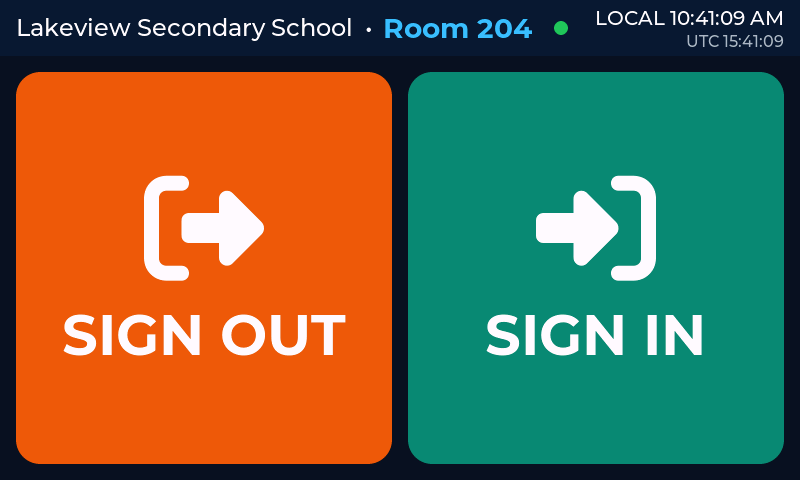 Lakeview Secondary School • Room 204
LOCAL 10:41:09 AM
UTC 15:41:09
SIGN OUT
SIGN IN